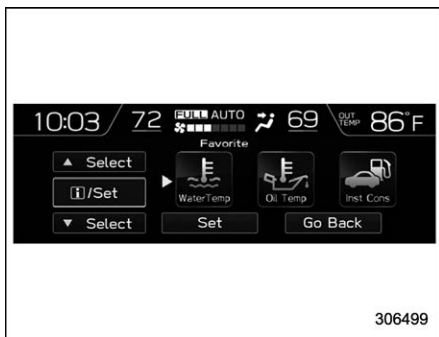 10:03 72 FULL AUTO 69 OUT TEMP 86°F
Favorite
▲ Select
i/Set
▼ Select
WaterTemp Oil Temp Inst Cons
Set Go Back
306499